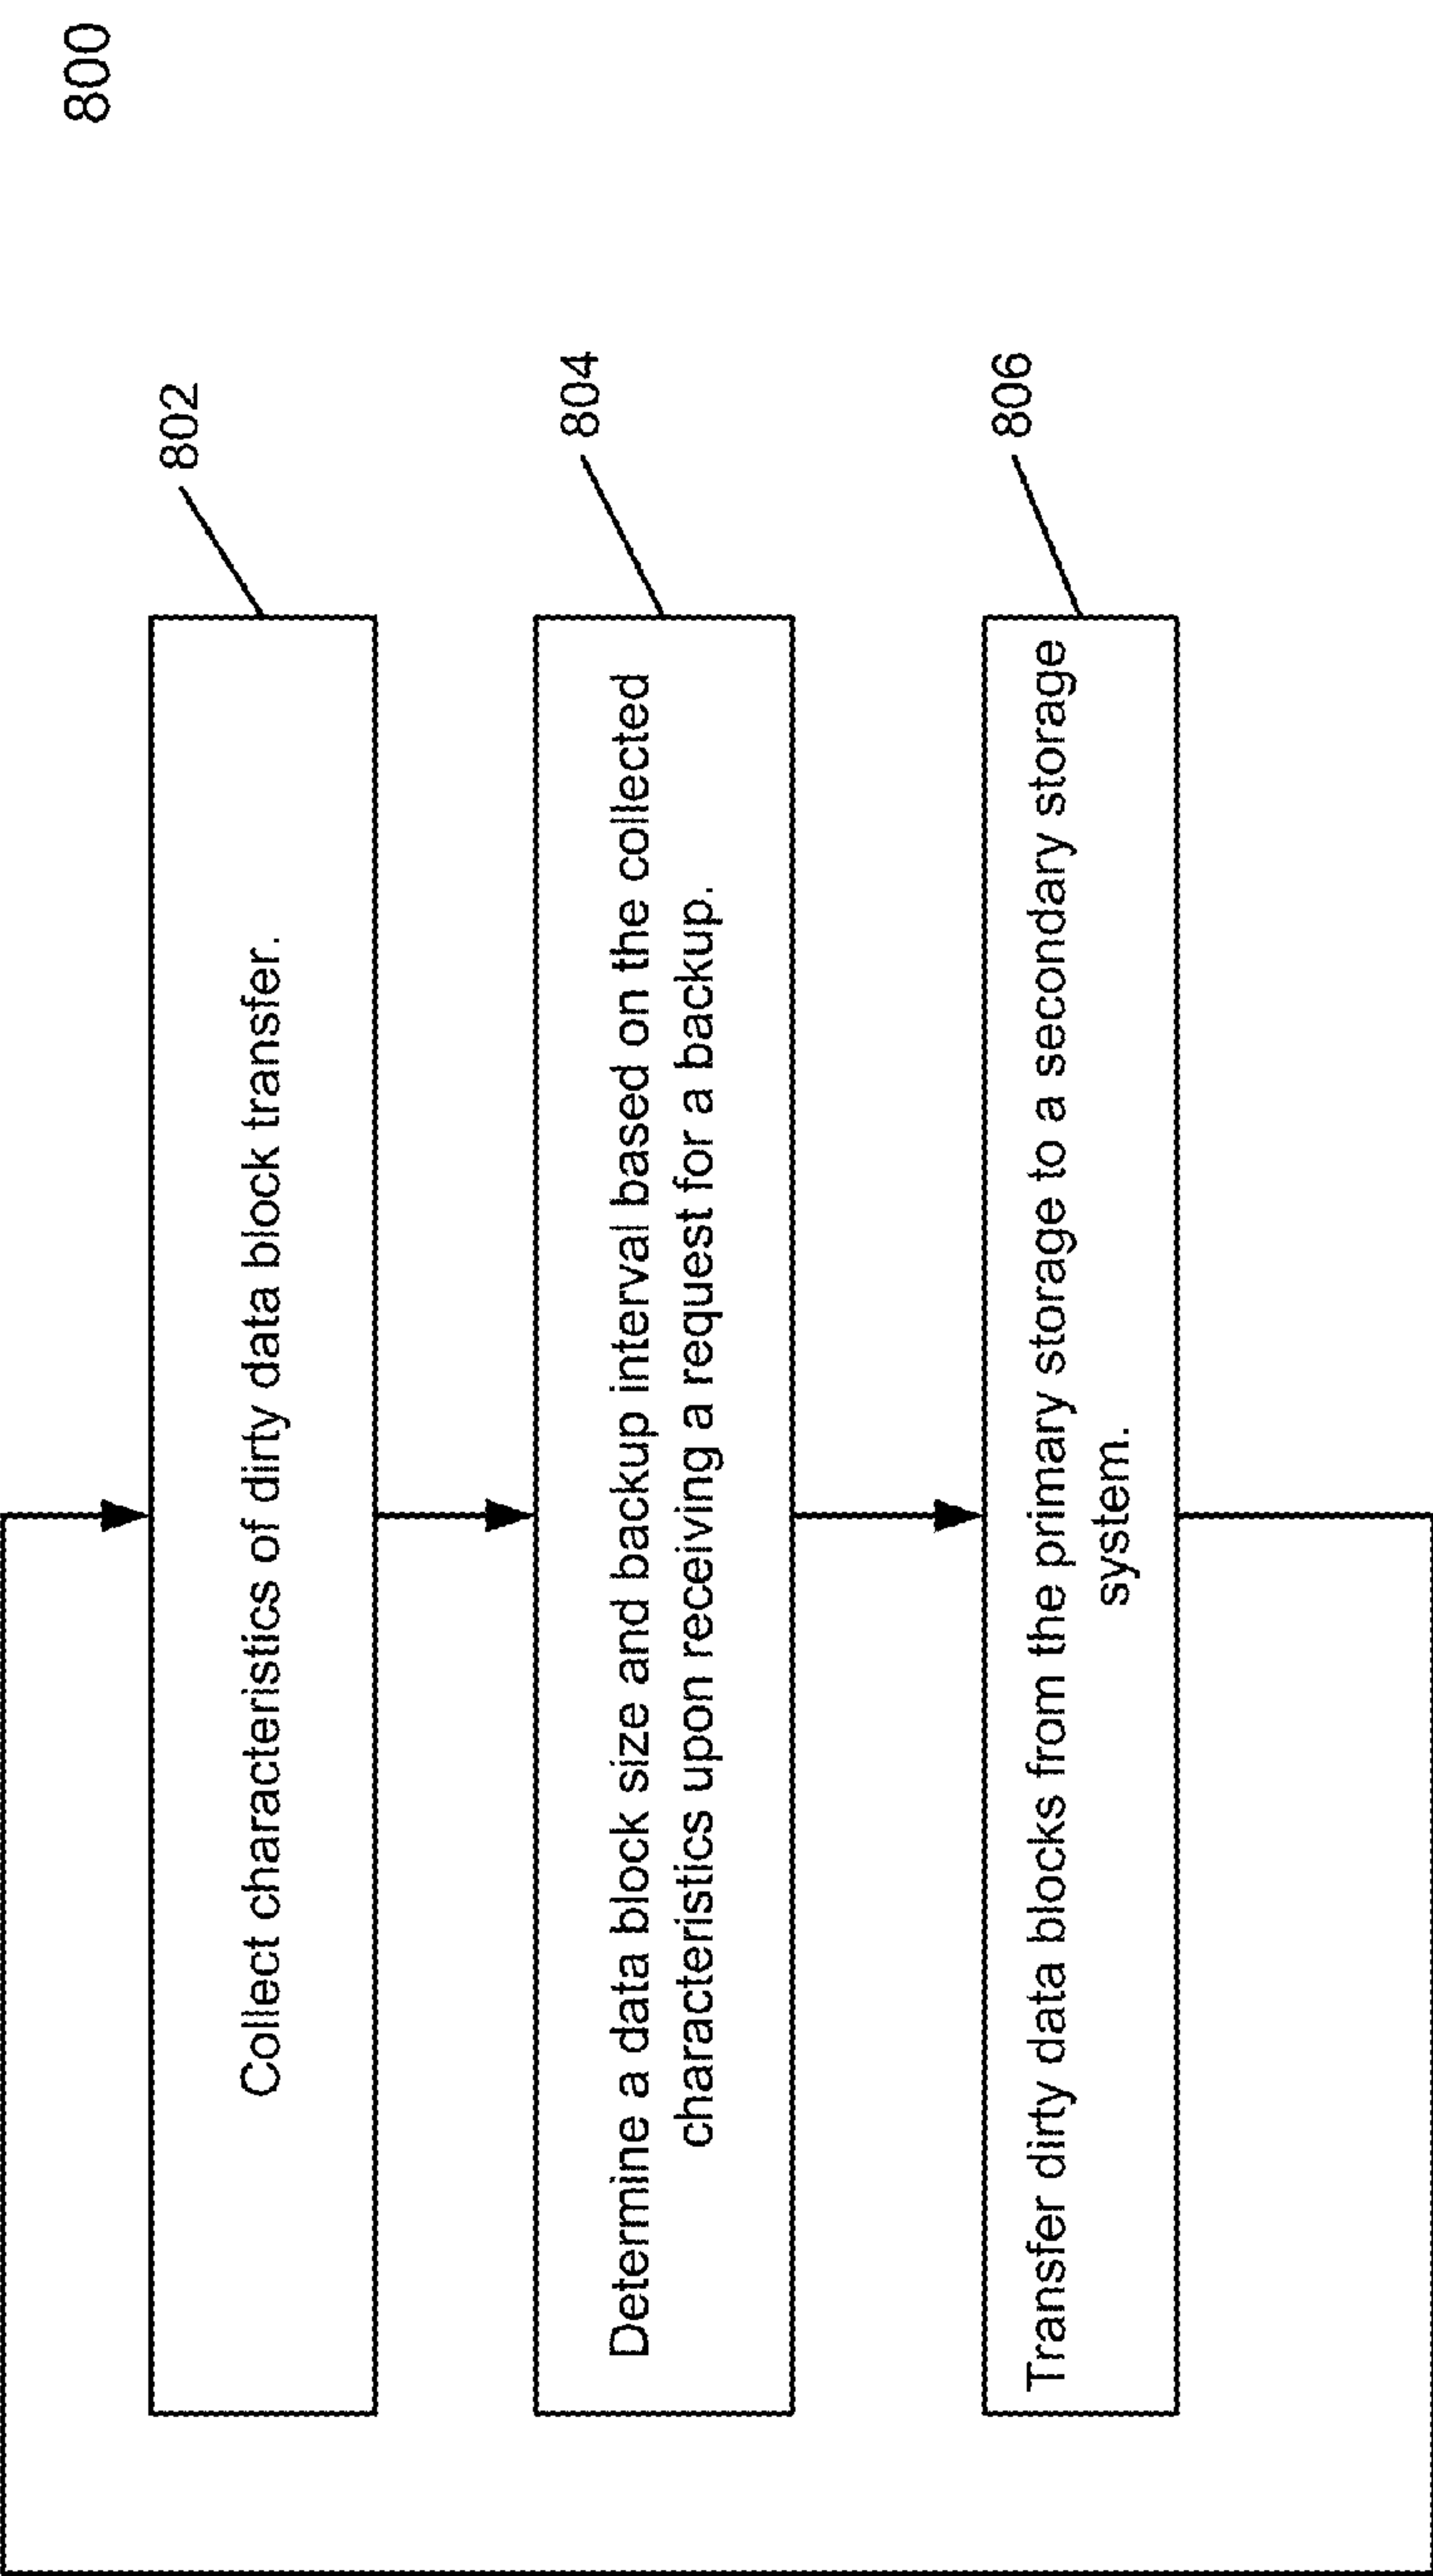 800
802
Collect characteristics of dirty data block transfer.
804
Determine a data block size and backup interval based on the collected
characteristics upon receiving a request for a backup.
806
Transfer dirty data blocks from the primary storage to a secondary storage
system.